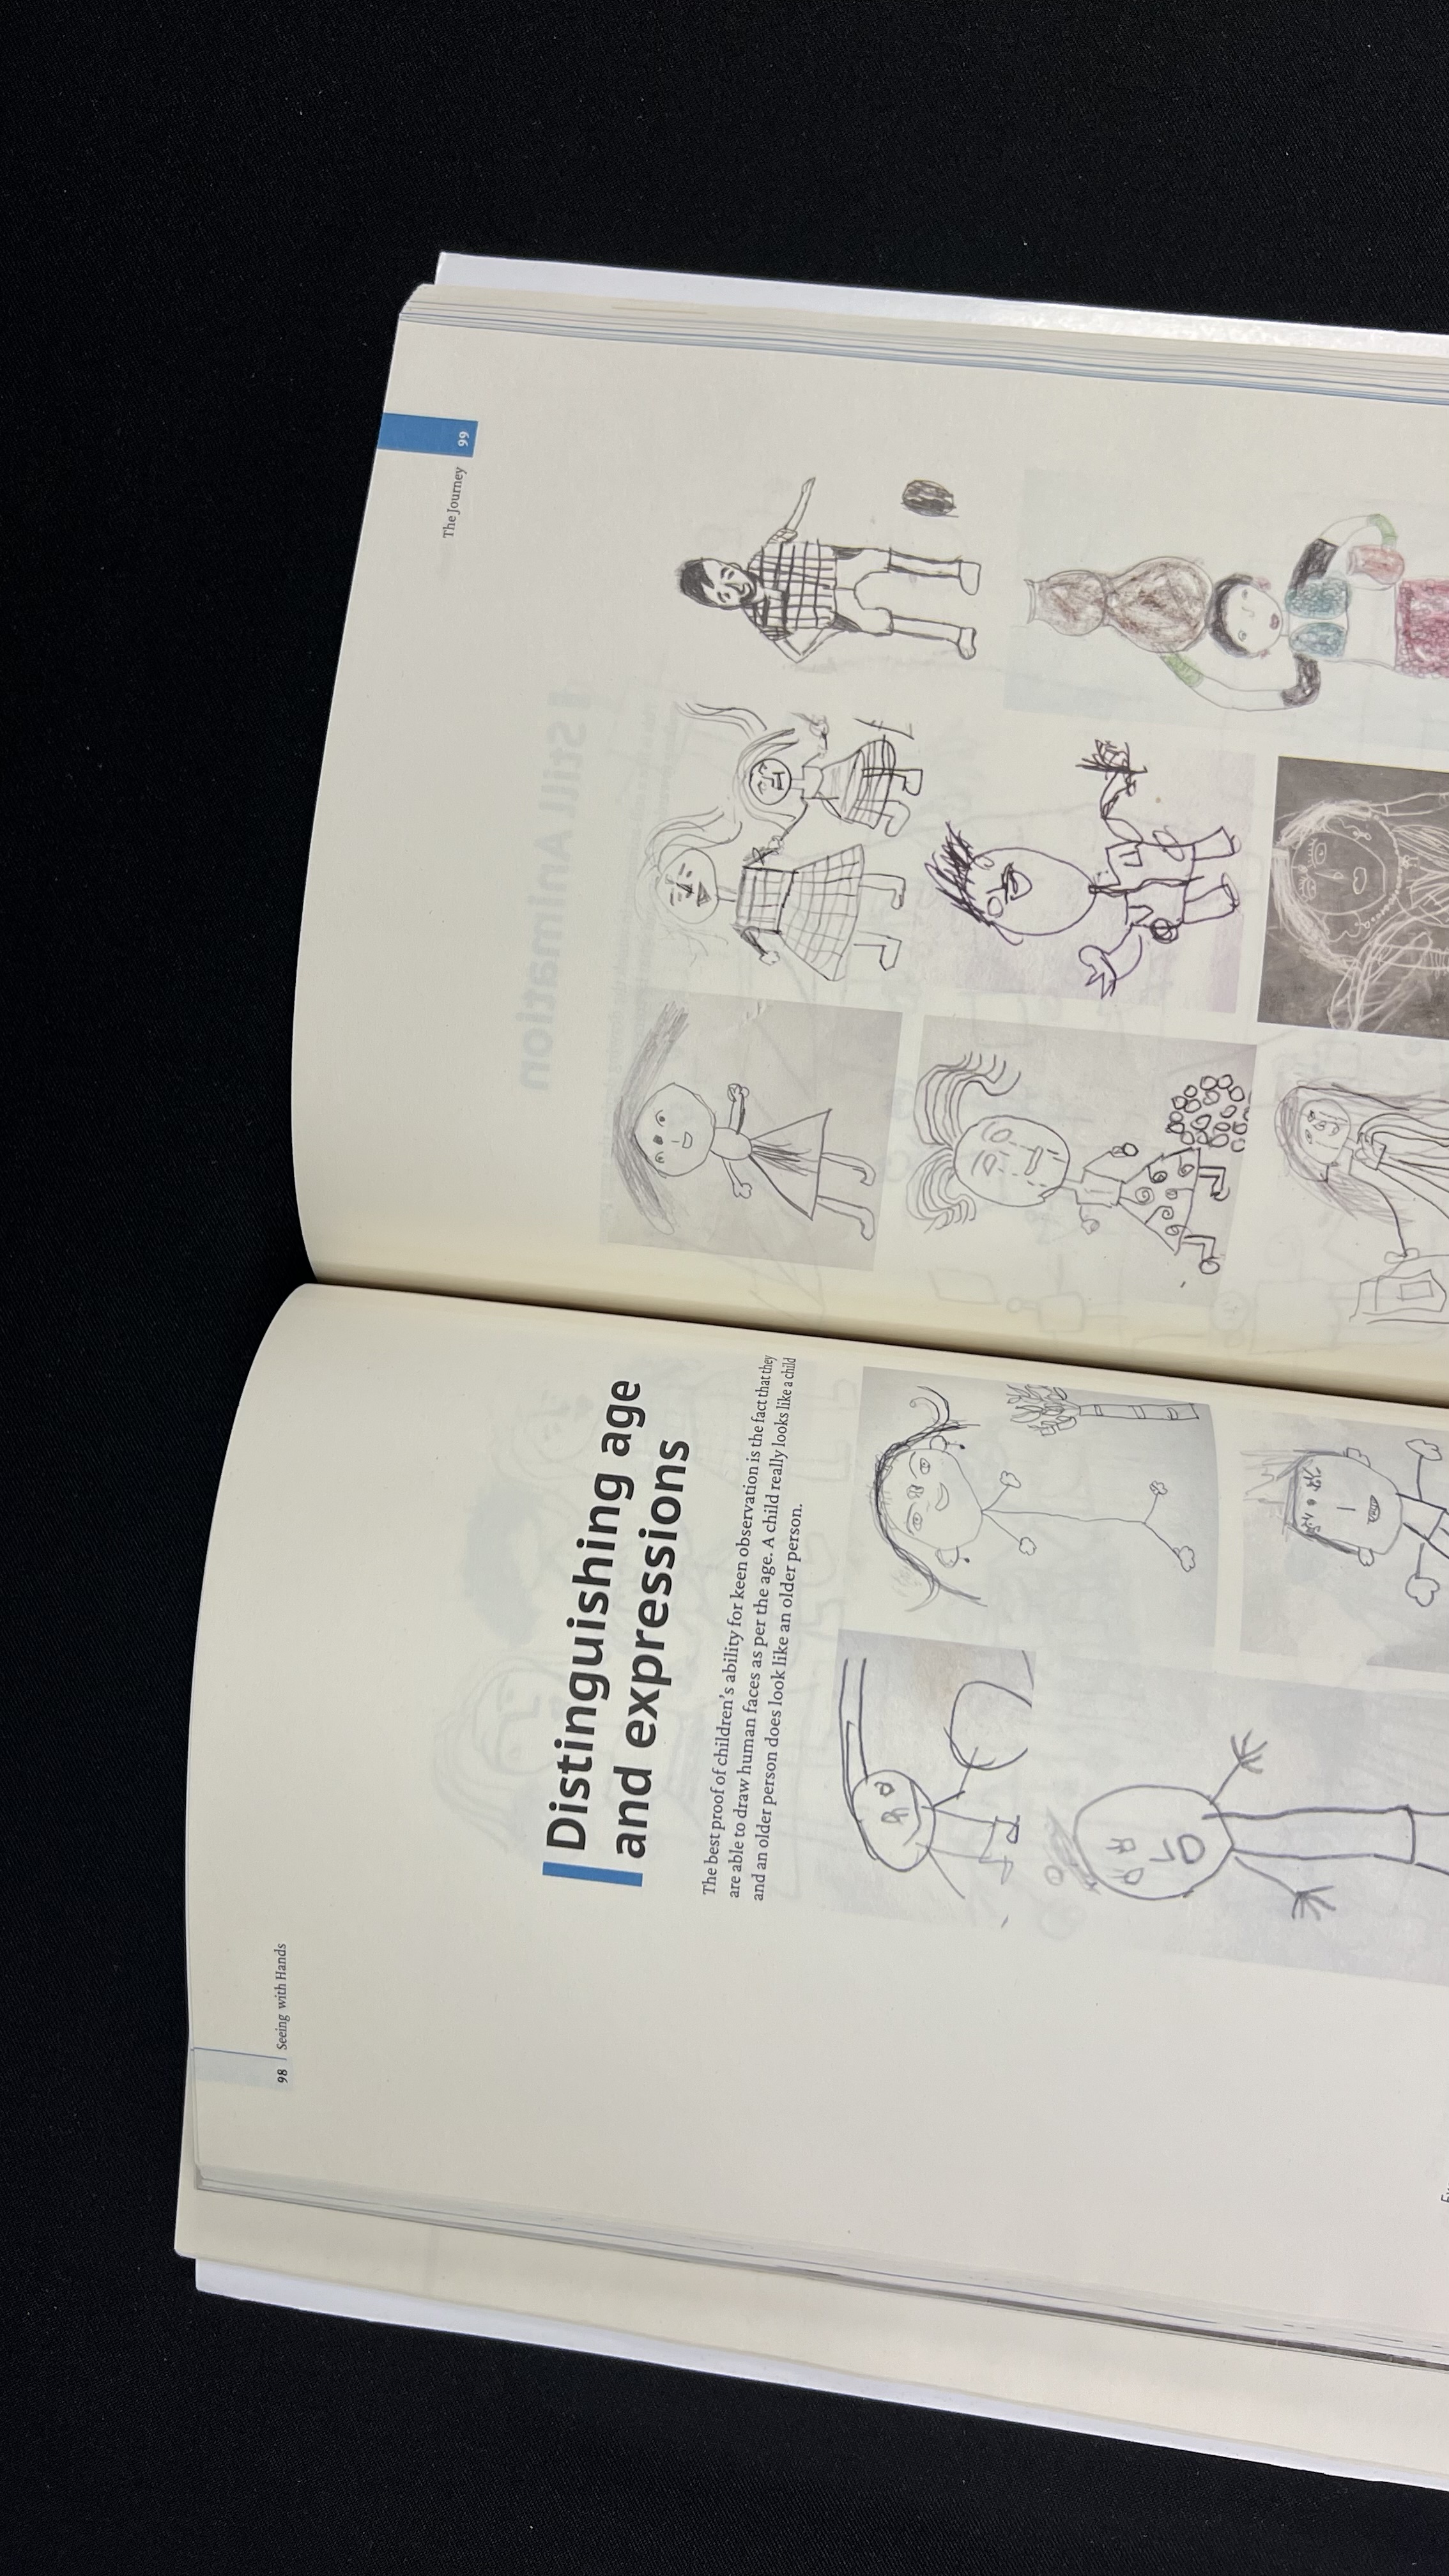 98 | Seeing with Hands
Distinguishing age
and expressions
The best proof of children's ability for keen observation is the fact that they
are able to draw human faces as per the age. A child really looks like a child
and an older person does look like an older person.
The Journey 99
Still Animation